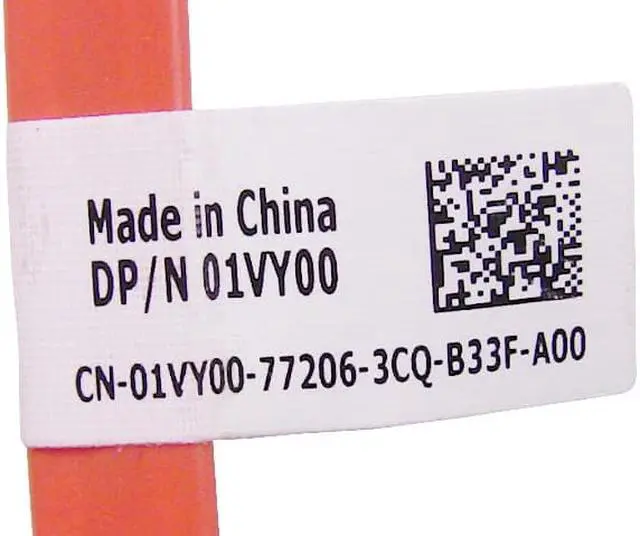 Made in China
DP/N 01VY00
CN-01VY00-77206-3CQ-B33F-A00